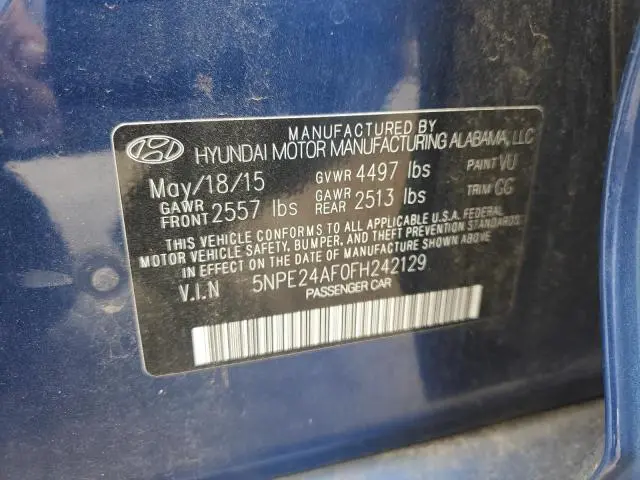 MANUFACTURED BY
HYUNDAI MOTOR MANUFACTURING ALABAMA, LLC
May/18/15 GVWR 4497 lbs PAINT VU
GAWR FRONT 2557 lbs GAWR REAR 2513 lbs TRIM GG
THIS VEHICLE CONFORMS TO ALL APPLICABLE U.S.A. FEDERAL
MOTOR VEHICLE SAFETY, BUMPER, AND THEFT PREVENTION STANDARDS
IN EFFECT ON THE DATE OF MANUFACTURE SHOWN ABOVE.
V.I.N 5NPE24AF0FH242129
PASSENGER CAR